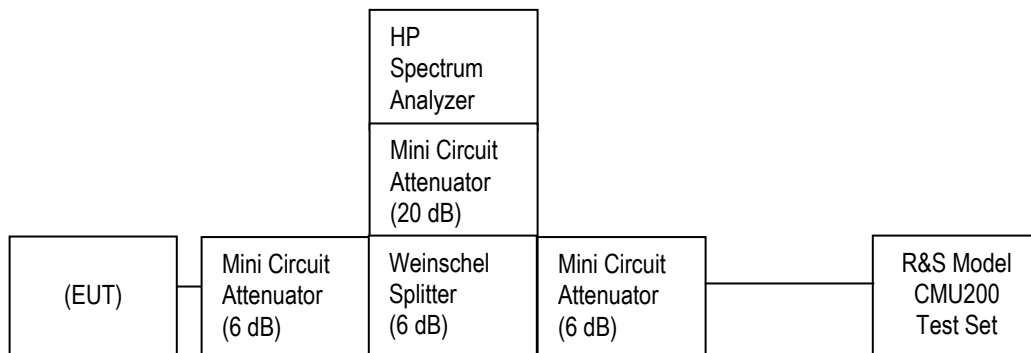 HP
Spectrum
Analyzer
Mini Circuit
Attenuator
(20 dB)
(EUT)
Mini Circuit
Attenuator
(6 dB)
Weinschel
Splitter
(6 dB)
Mini Circuit
Attenuator
(6 dB)
R&S Model
CMU200
Test Set